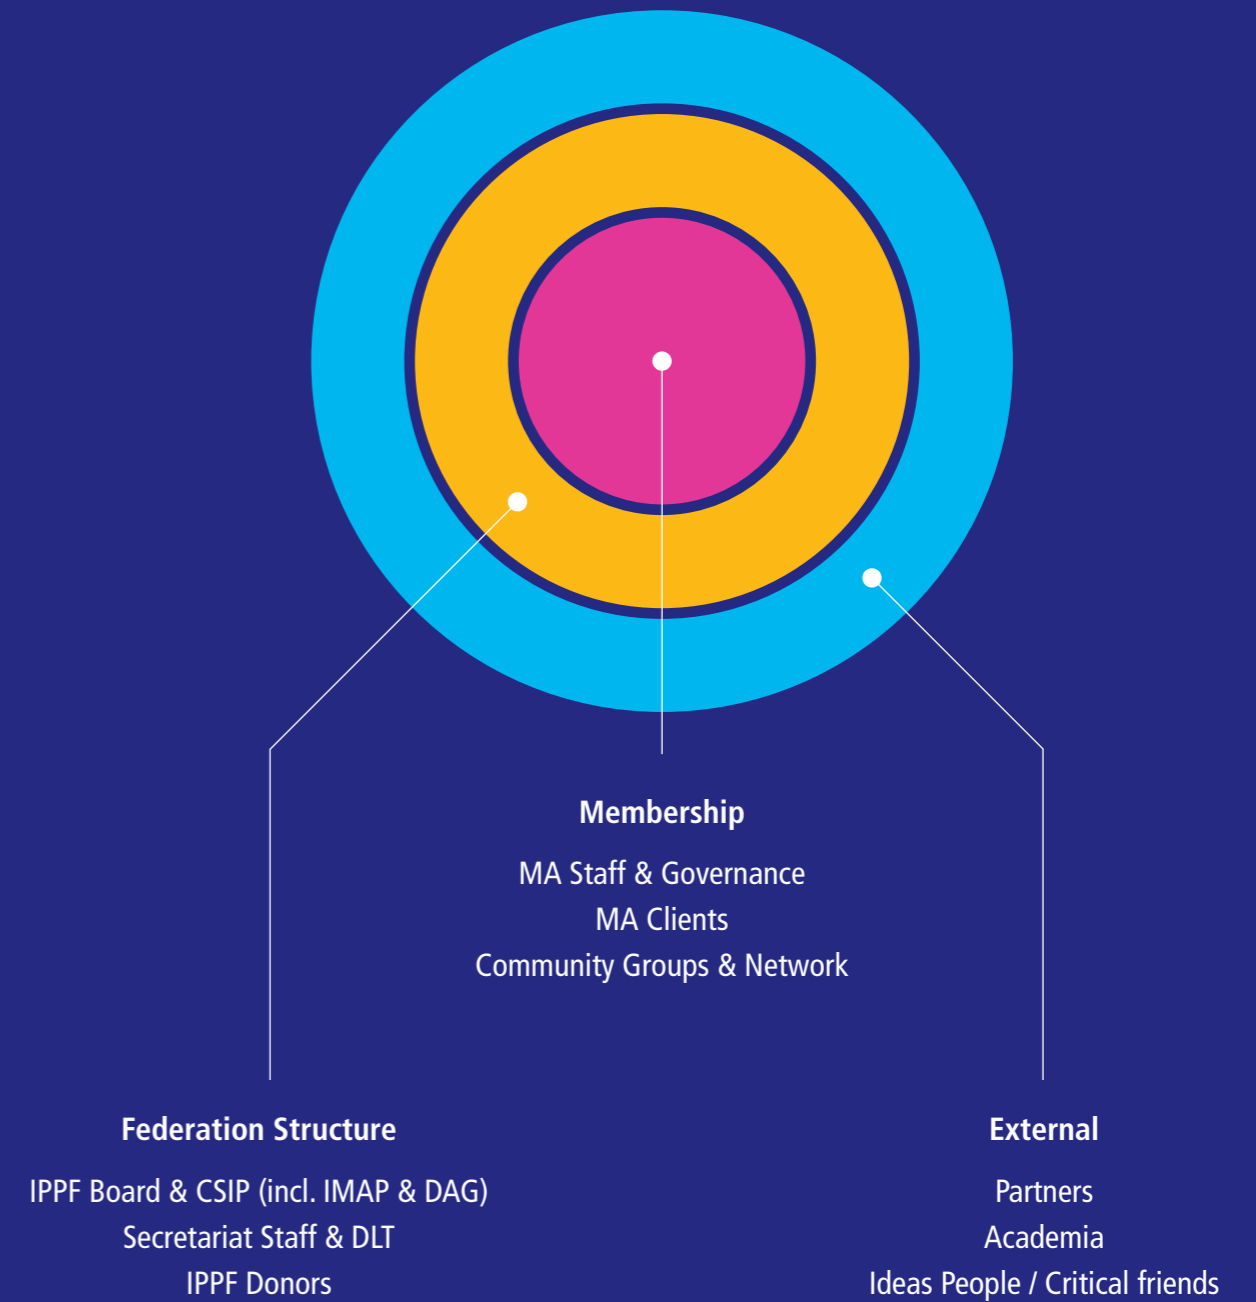 Membership
MA Staff & Governance
MA Clients
Community Groups & Network
Federation Structure
IPPF Board & CSIP (incl. IMAP & DAG)
Secretariat Staff & DLT
IPPF Donors
External
Partners
Academia
Ideas People / Critical friends